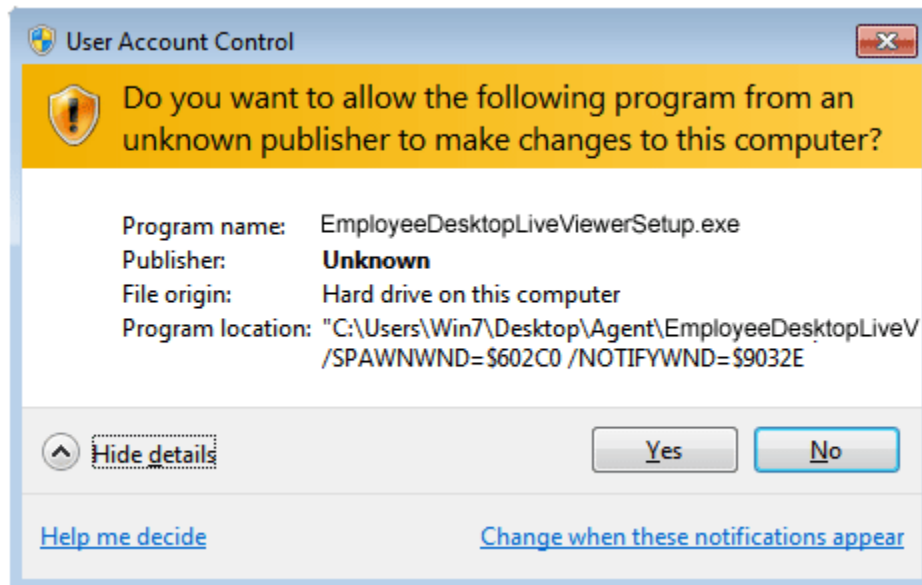 User Account Control
Do you want to allow the following program from an
unknown publisher to make changes to this computer?
Program name: EmployeeDesktopLiveViewerSetup.exe
Publisher: Unknown
File origin: Hard drive on this computer
Program location: "C:\Users\Win7\Desktop\Agent\EmployeeDesktopLiveV
/SPAWNWND=$602C0 /NOTIFYWND=$9032E
Hide details Yes No
Help me decide Change when these notifications appear